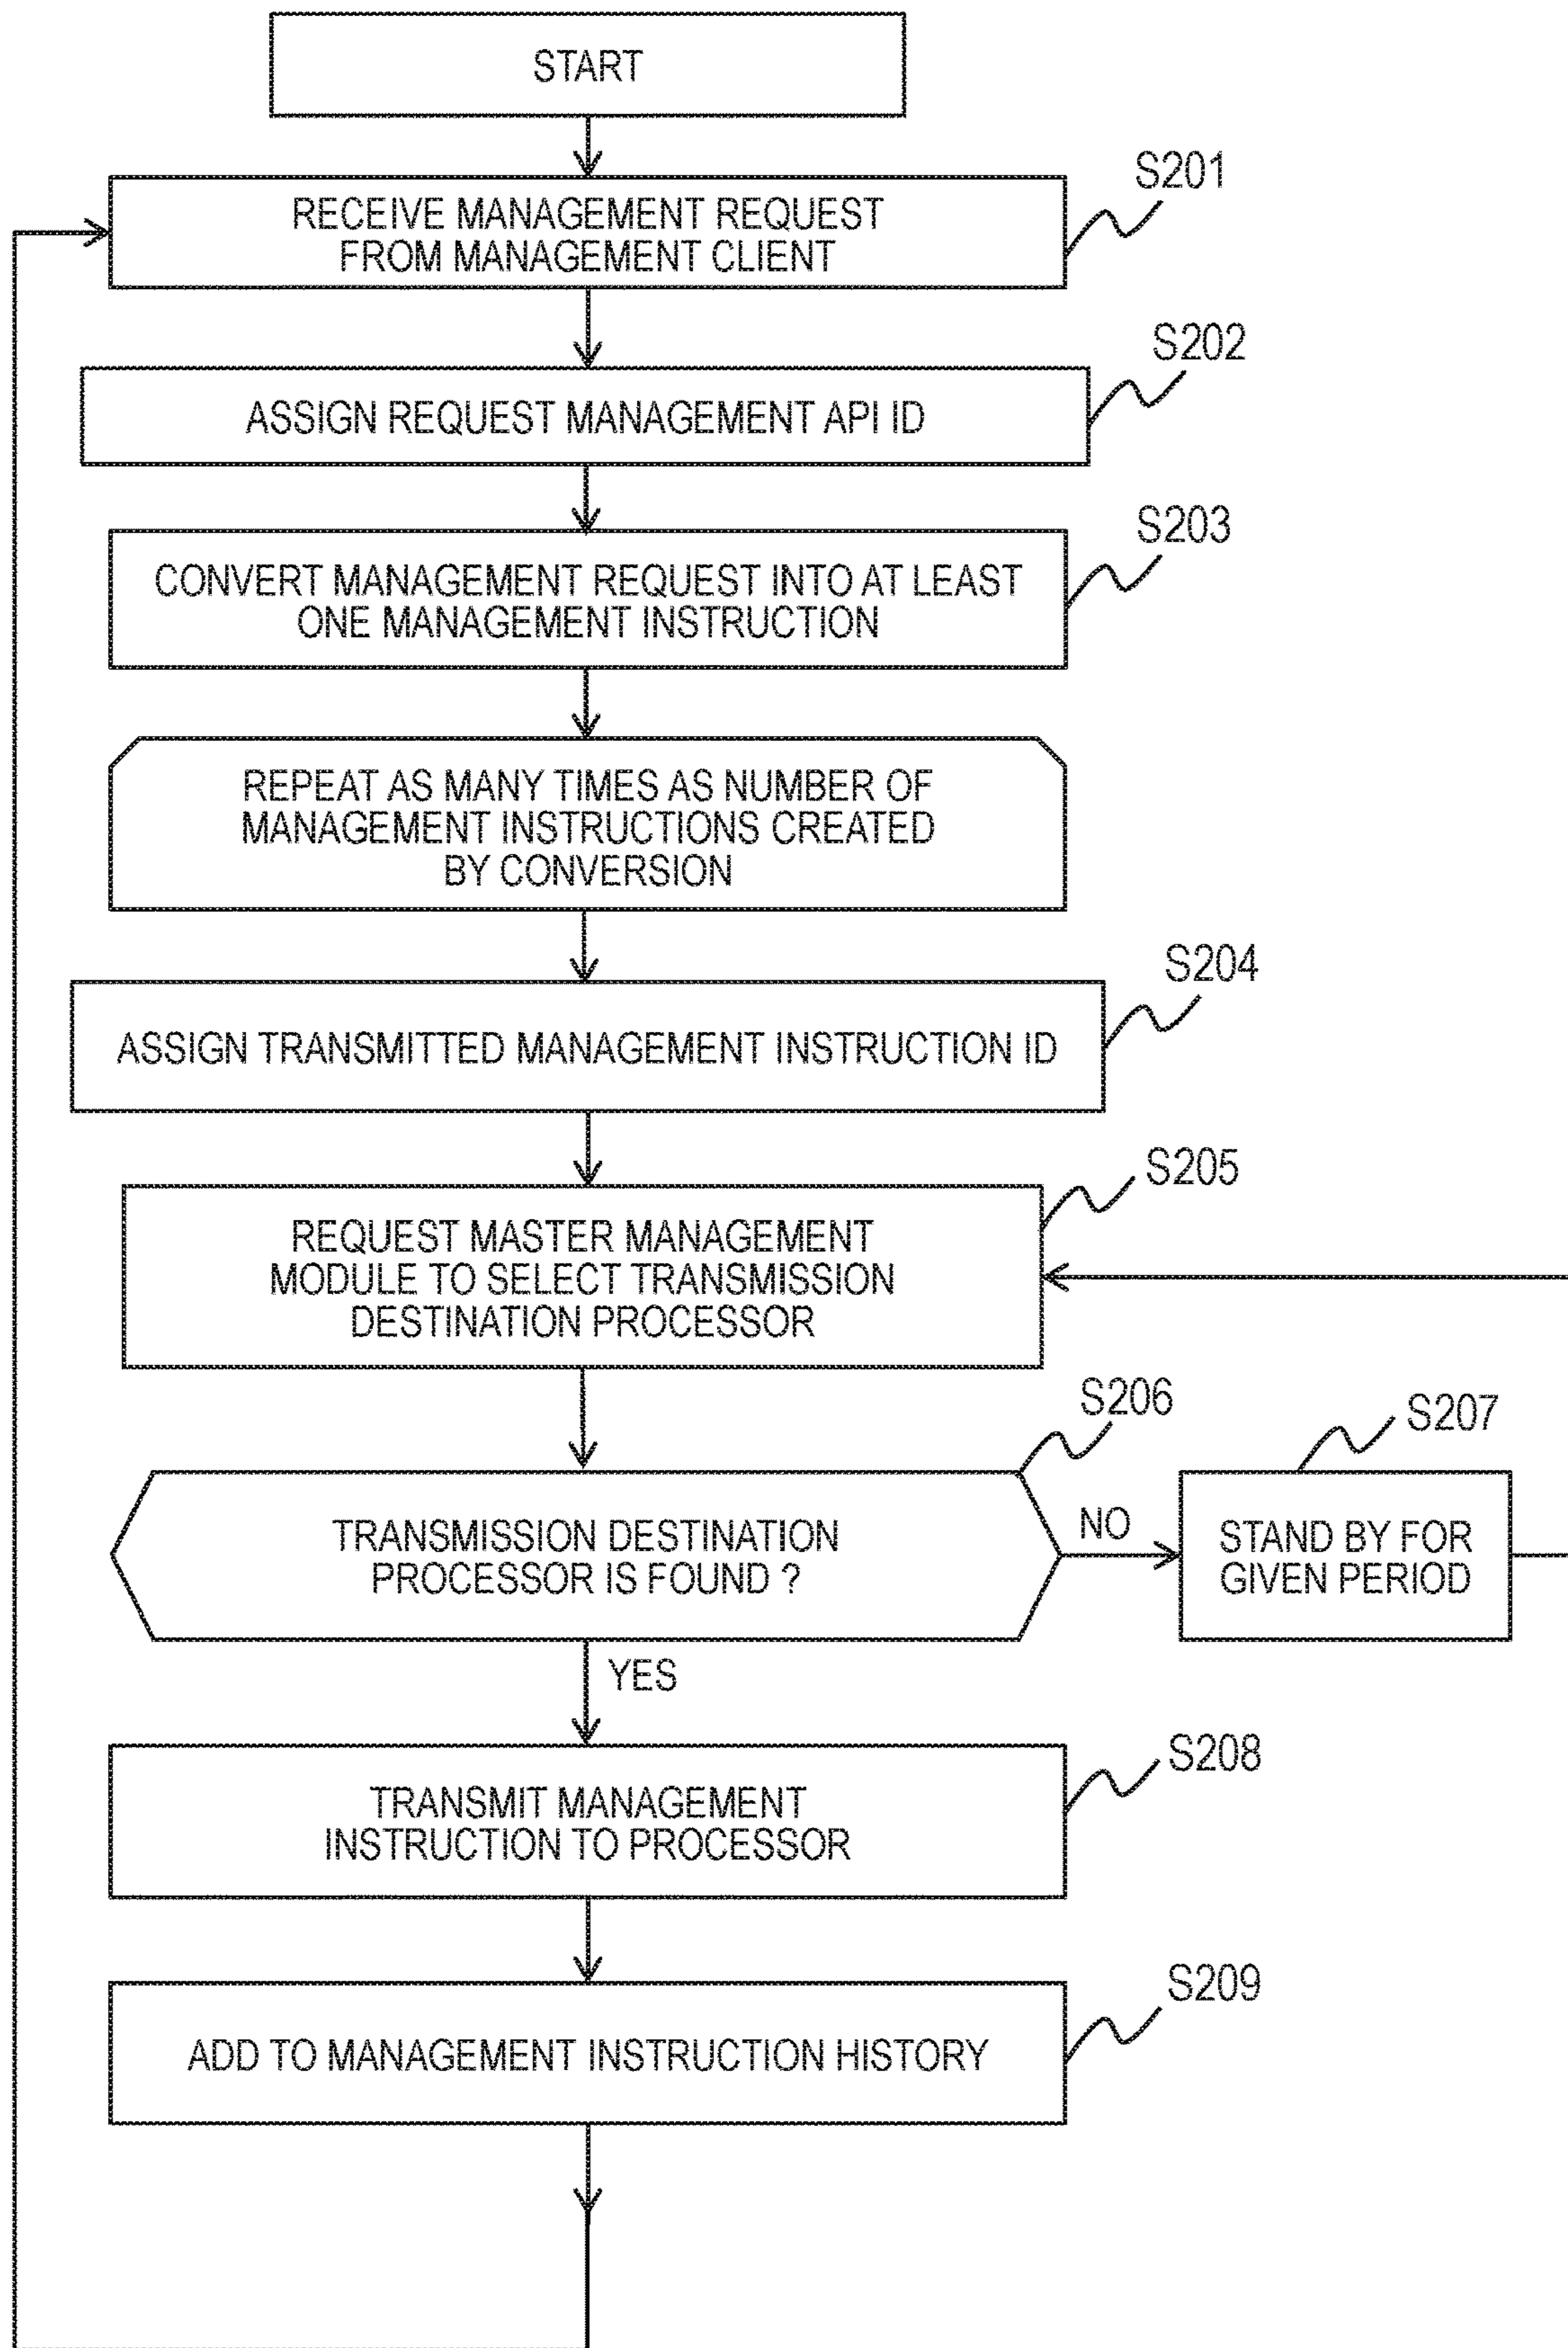 START
S201
RECEIVE MANAGEMENT REQUEST
FROM MANAGEMENT CLIENT
S202
ASSIGN REQUEST MANAGEMENT API ID
S203
CONVERT MANAGEMENT REQUEST INTO AT LEAST
ONE MANAGEMENT INSTRUCTION
REPEAT AS MANY TIMES AS NUMBER OF
MANAGEMENT INSTRUCTIONS CREATED
BY CONVERSION
S204
ASSIGN TRANSMITTED MANAGEMENT INSTRUCTION ID
S205
REQUEST MASTER MANAGEMENT
MODULE TO SELECT TRANSMISSION
DESTINATION PROCESSOR
S206
TRANSMISSION DESTINATION
PROCESSOR IS FOUND ?
NO
S207
STAND BY FOR
GIVEN PERIOD
YES
S208
TRANSMIT MANAGEMENT
INSTRUCTION TO PROCESSOR
S209
ADD TO MANAGEMENT INSTRUCTION HISTORY